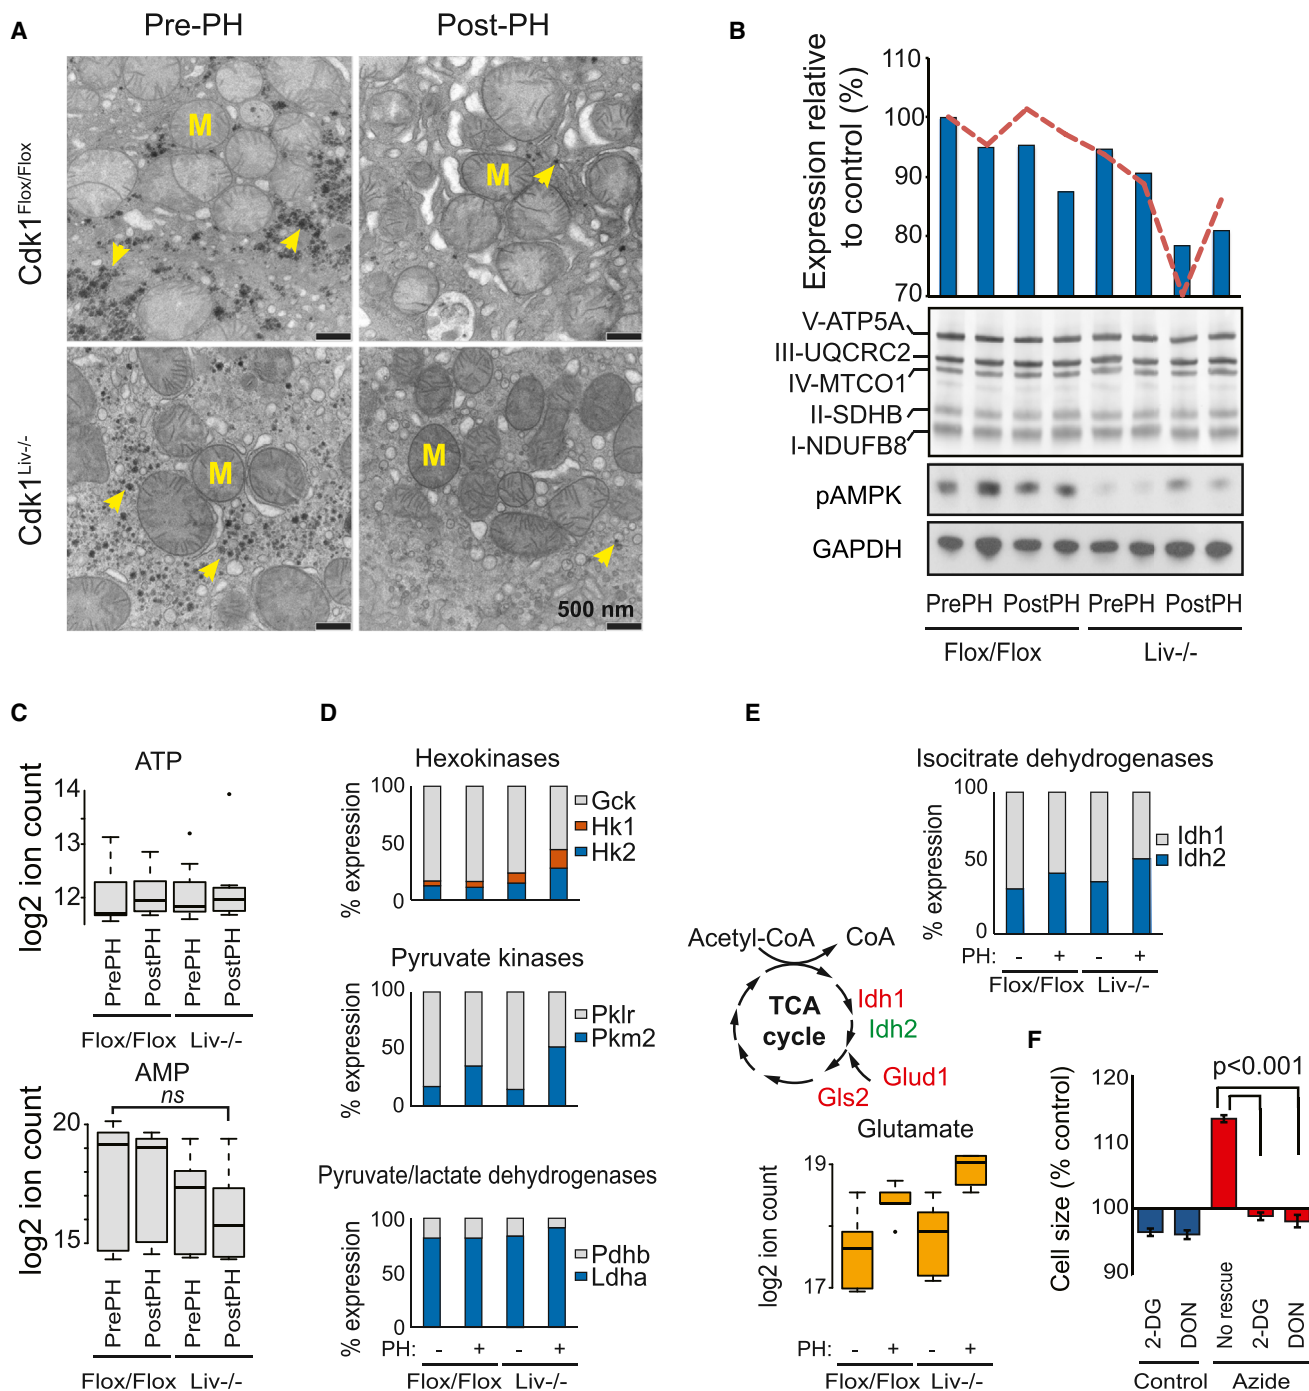 A
Pre-PH
Post-PH
Cdk1Flox/Flox
M
M
Cdk1Liv-/-
M
M
500 nm
B
Expression relative
to control (%)
110
100
90
80
70
V-ATP5A
III-UQCRC2
IV-MTCO1
II-SDHB
I-NDUFB8
pAMPK
GAPDH
PrePH PostPH PrePH PostPH
Flox/Flox Liv-/-
C
ATP
log2 ion count
14
13
12
PrePH
PostPH
PrePH
PostPH
Flox/Flox Liv-/-
AMP
ns
log2 ion count
20
15
PrePH
PostPH
PrePH
PostPH
Flox/Flox Liv-/-
D
Hexokinases
% expression
100
50
0
Gck
Hk1
Hk2
Pyruvate kinases
% expression
100
50
0
Pklr
Pkm2
Pyruvate/lactate dehydrogenases
% expression
100
50
0
Pdhb
Ldha
PH: - + - +
Flox/Flox Liv-/-
E
Isocitrate dehydrogenases
% expression
100
50
0
Idh1
Idh2
PH: - + - +
Flox/Flox Liv-/-
Acetyl-CoA CoA
TCA
cycle
Idh1
Idh2
Glud1
Gls2
Glutamate
log2 ion count
19
17
PH: - + - +
Flox/Flox Liv-/-
F
p<0.001
Cell size (% control)
120
110
100
90
2-DG
DON
No rescue
2-DG
DON
Control Azide